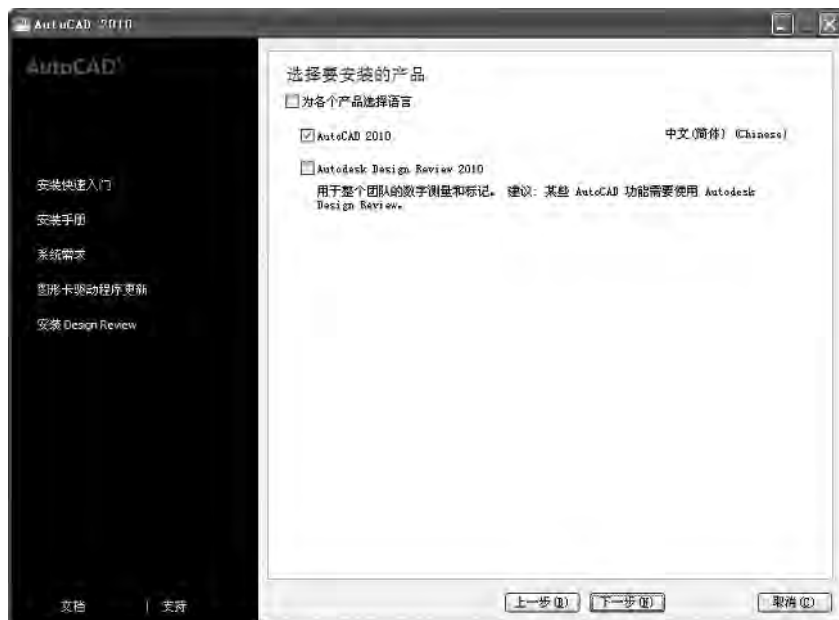 AutoCAD 2010
AutoCAD
选择要安装的产品
为各个产品选择语言
AutoCAD 2010
中文(简体) (Chinese)
Autodesk Design Review 2010
用于整个团队的数字测量和标记。 建议: 某些 AutoCAD 功能需要使用 Autodesk
Design Review。
安装快速入门
安装手册
系统需求
图形卡驱动程序更新
安装 Design Review
文档 | 支持
上一步(B)
下一步(N)
取消(C)